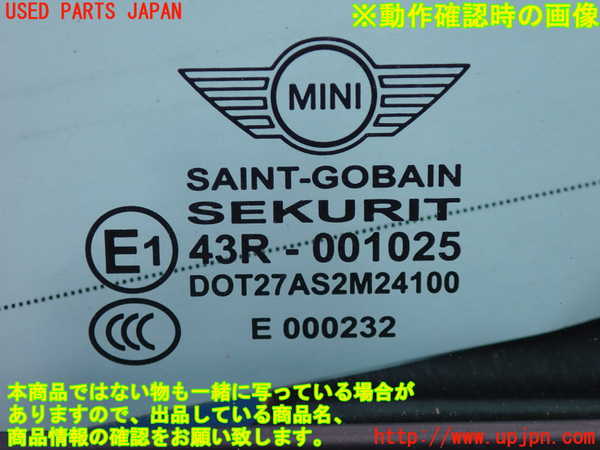 USED PARTS JAPAN
※動作確認時の画像
MINI
SAINT-GOBAIN
SEKURIT
E1
43R - 001025
DOT27AS2M24100
CCC
E 000232
本商品ではない物も一緒に写っている場合が
ありますので、出品している商品名、
商品情報の確認をお願い致します。
http://www.upjpn.com/